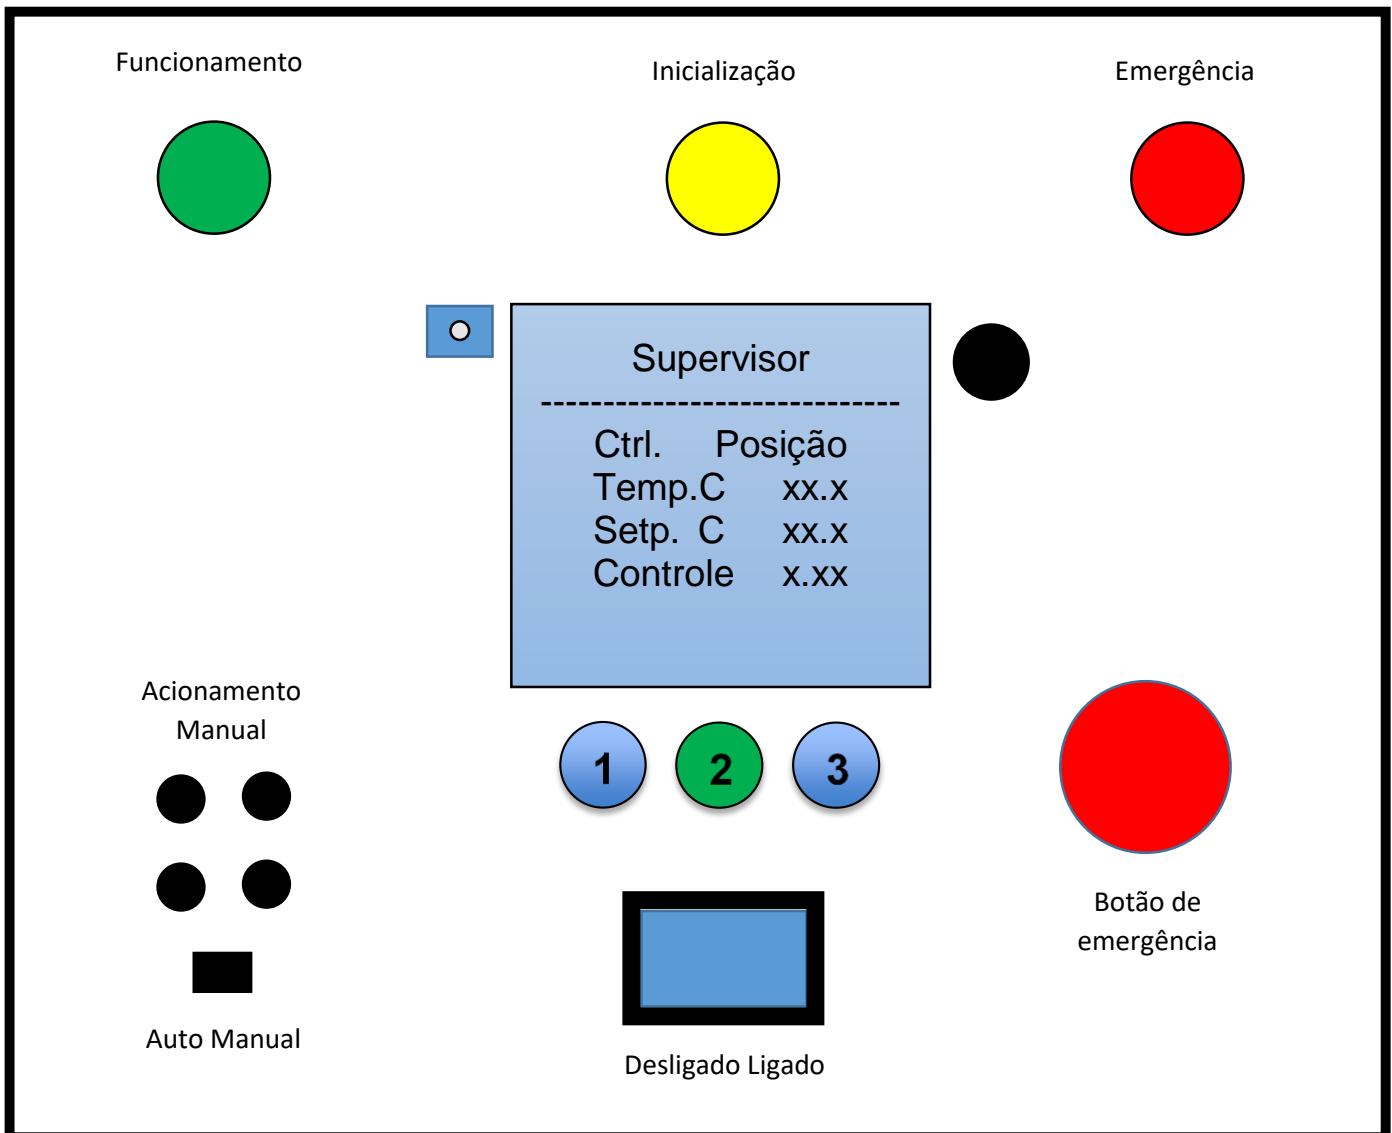 Funcionamento
Inicialização
Emergência
Supervisor
-----------------------------
Ctrl. Posição
Temp.C xx.x
Setp. C xx.x
Controle x.xx
Acionamento
Manual
1 2 3
Botão de
emergência
Auto Manual
Desligado Ligado